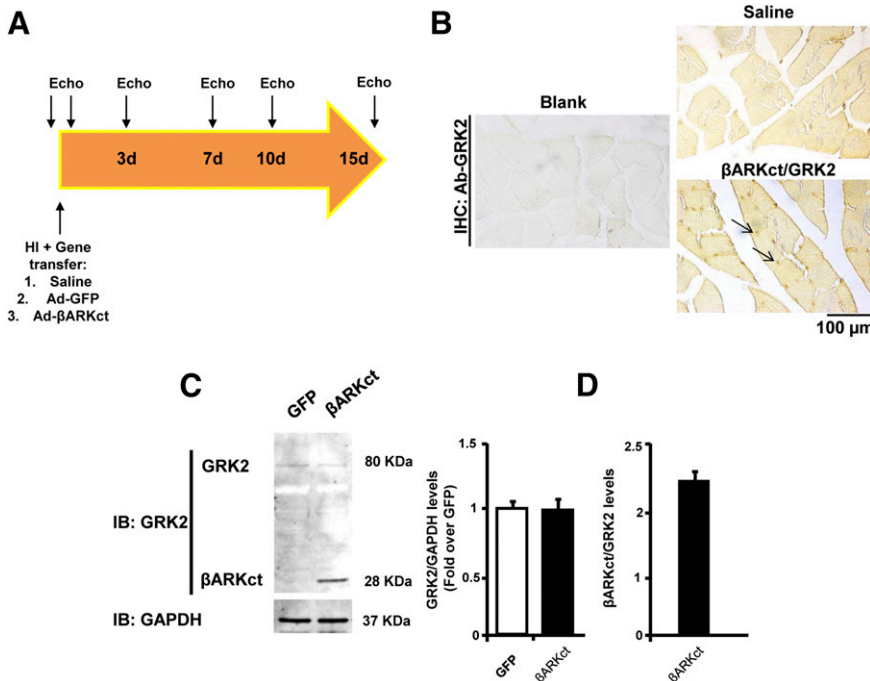 A
Echo Echo Echo Echo Echo
3d 7d 10d 15d
HI + Gene
transfer:
1. Saline
2. Ad-GFP
3. Ad-βARKct
B
Saline
Blank
IHC: Ab-GRK2
βARKct/GRK2
100 µm
C
GFP βARKct
GRK2 80 KDa
IB: GRK2
βARKct 28 KDa
IB: GAPDH 37 KDa
GRK2/GAPDH levels
(Fold over GFP)
1.5
1
0.5
0
GFP βARKct
D
βARKct/GRK2 levels
2.5
2
1
0
βARKct